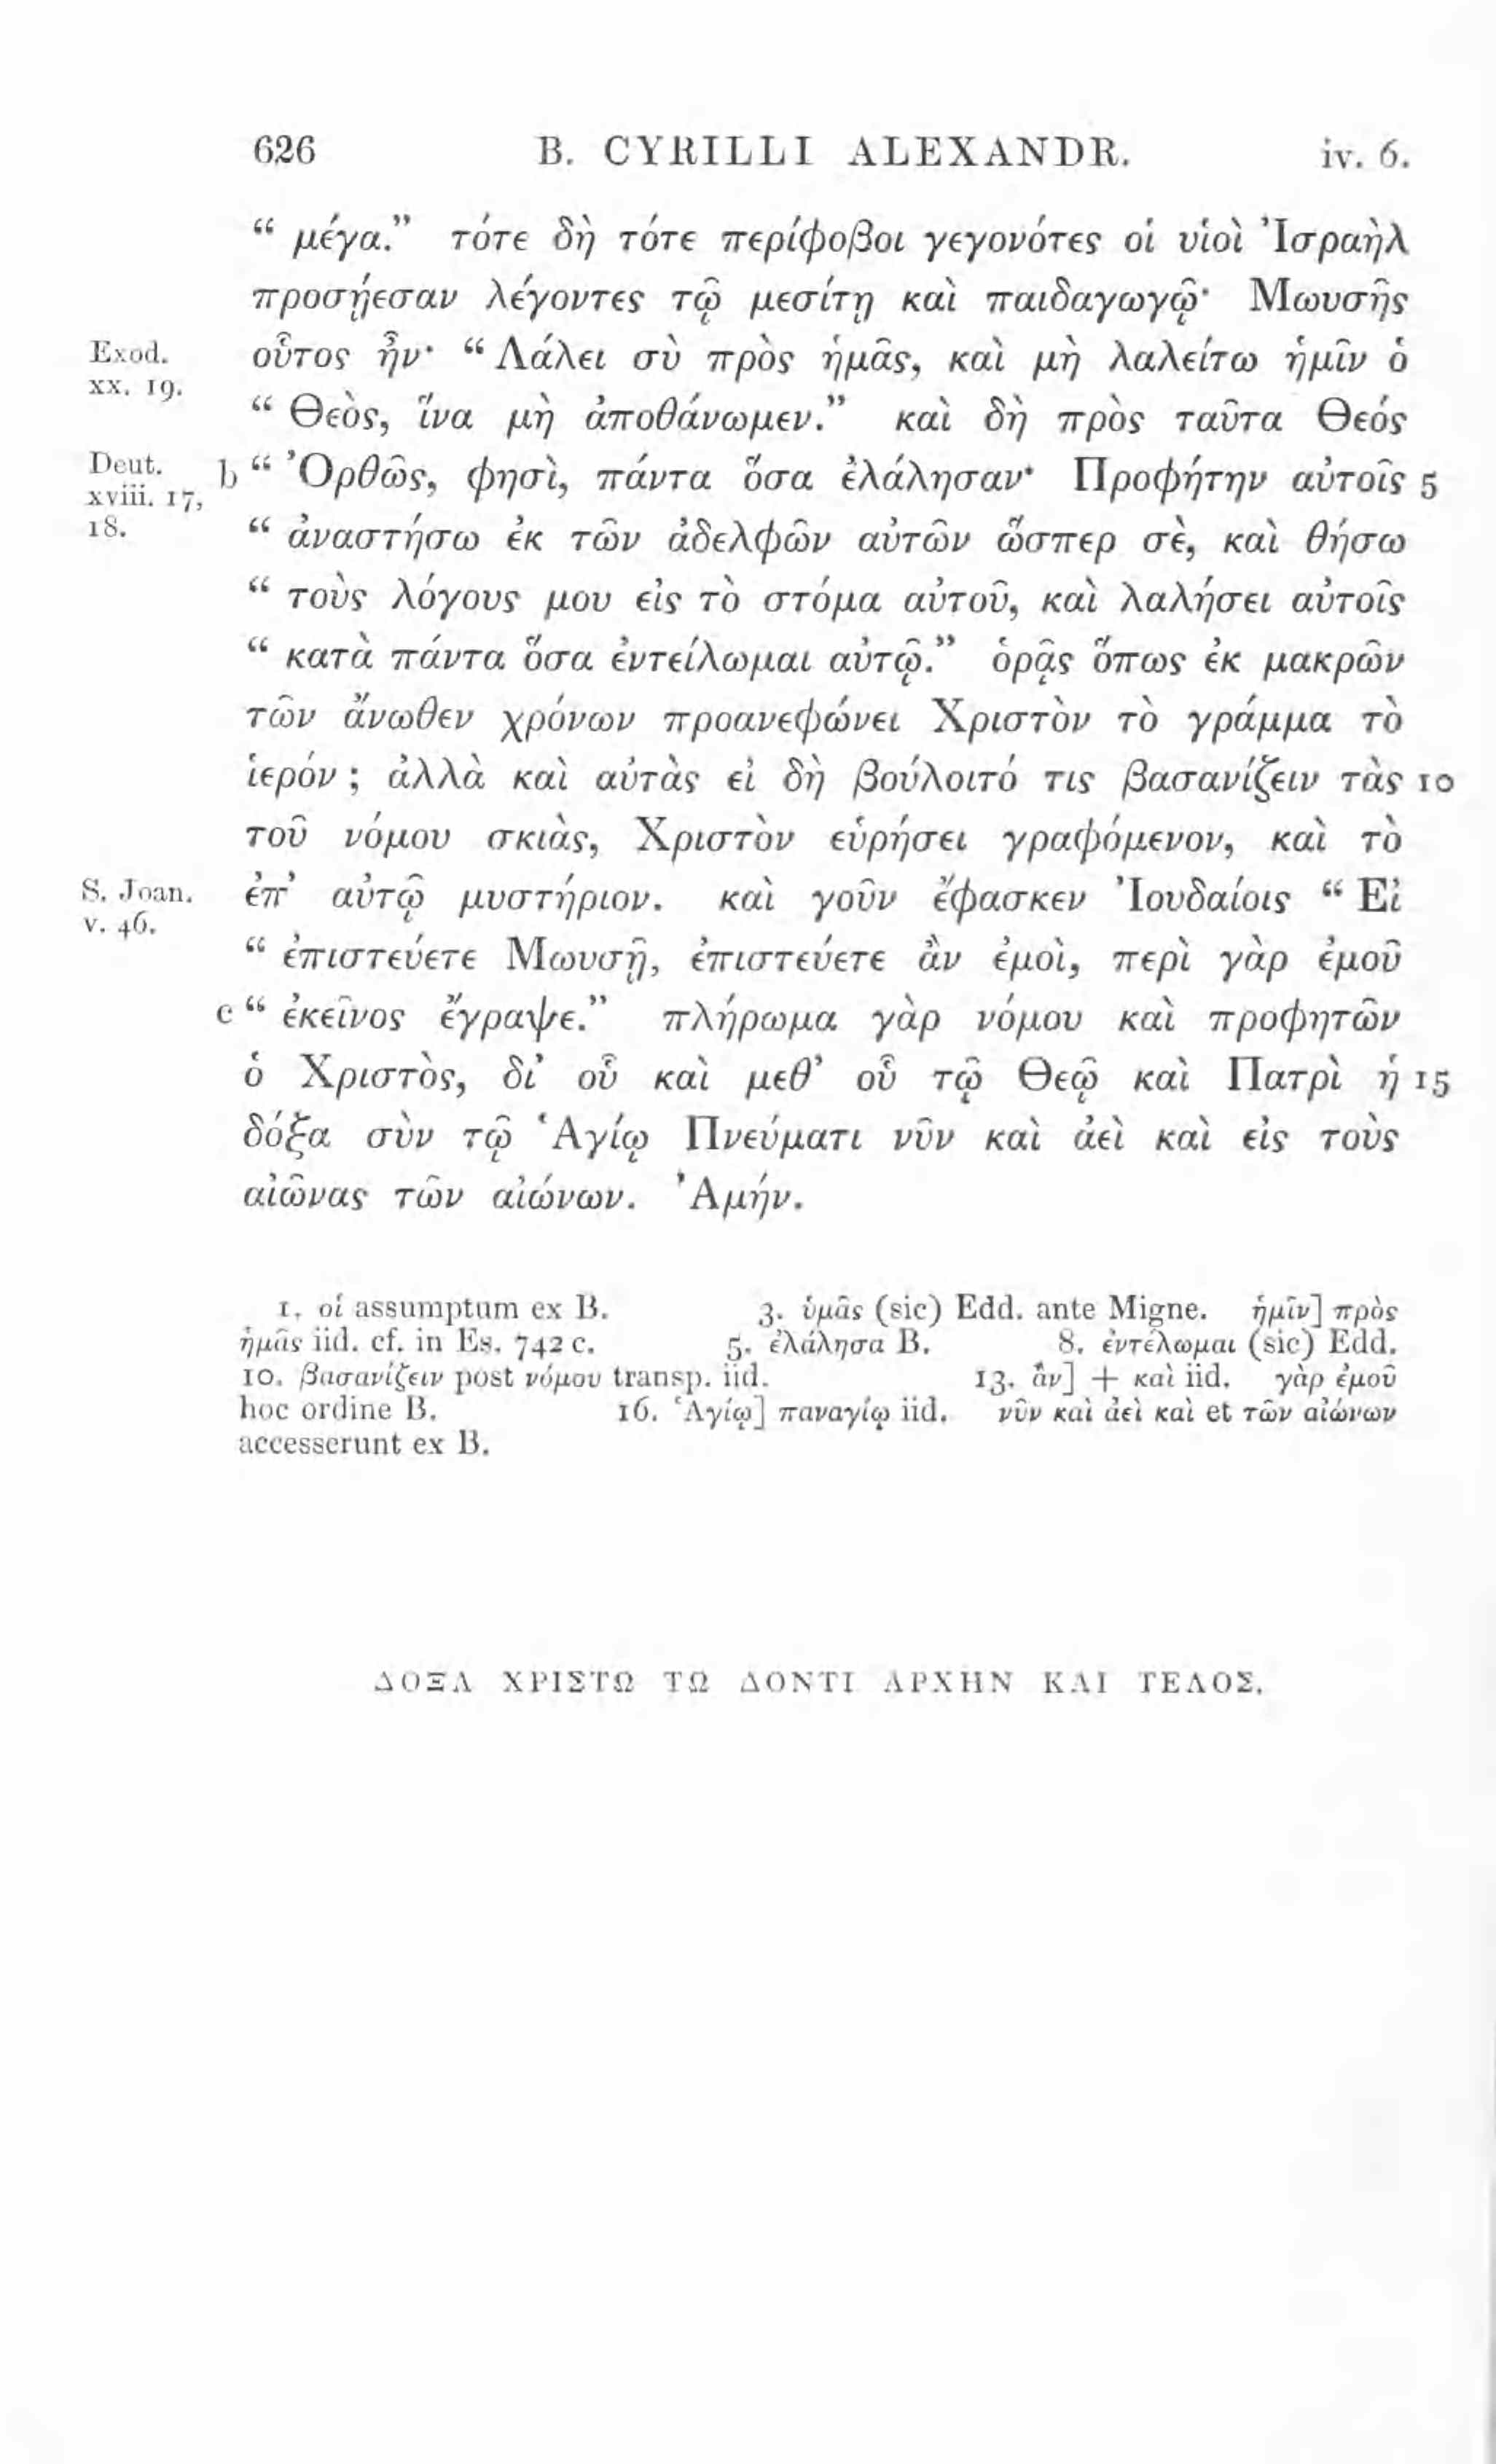 626 B. CYRILLI ALEXANDR. iv. 6.
“ μέγα.” τότε δὴ τότε περίφοβοι γεγονότες οἱ υἱοὶ Ἰσραὴλ
προσῄεσαν λέγοντες τῷ μεσίτῃ καὶ παιδαγωγῷ· Μωυσῆς
Exod. xx. 19. οὗτος ἦν· “ Λάλει σὺ πρὸς ἡμᾶς, καὶ μὴ λαλείτω ἡμῖν ὁ
“ Θεὸς, ἵνα μὴ ἀποθάνωμεν.” καὶ δὴ πρὸς ταῦτα Θεός
Deut. xviii. 17, 18. b “ Ὀρθῶς, φησὶ, πάντα ὅσα ἐλάλησαν· Προφήτην αὐτοῖς 5
“ ἀναστήσω ἐκ τῶν ἀδελφῶν αὐτῶν ὥσπερ σὲ, καὶ θήσω
“ τοὺς λόγους μου εἰς τὸ στόμα αὐτοῦ, καὶ λαλήσει αὐτοῖς
“ κατὰ πάντα ὅσα ἐντείλωμαι αὐτῷ.” ὁρᾷς ὅπως ἐκ μακρῶν
τῶν ἄνωθεν χρόνων προανεφώνει Χριστὸν τὸ γράμμα τὸ
ἱερόν ; ἀλλὰ καὶ αὐτὰς εἰ δὴ βούλοιτό τις βασανίζειν τὰς 10
τοῦ νόμου σκιὰς, Χριστὸν εὑρήσει γραφόμενον, καὶ τὸ
S. Joan. v. 46. ἐπ’ αὐτῷ μυστήριον. καὶ γοῦν ἔφασκεν Ἰουδαίοις “ Εἰ
“ ἐπιστεύετε Μωυσῇ, ἐπιστεύετε ἂν ἐμοὶ, περὶ γὰρ ἐμοῦ
c “ ἐκεῖνος ἔγραψε.” πλήρωμα γὰρ νόμου καὶ προφητῶν
ὁ Χριστὸς, δι’ οὗ καὶ μεθ’ οὗ τῷ Θεῷ καὶ Πατρὶ ἡ 15
δόξα σὺν τῷ Ἁγίῳ Πνεύματι νῦν καὶ ἀεὶ καὶ εἰς τοὺς
αἰῶνας τῶν αἰώνων. Ἀμήν.
1. οἱ assumptum ex B. 3. ὑμᾶς (sic) Edd. ante Migne. ἡμῖν] πρὸς
ἡμᾶς iid. cf. in Es. 742 c. 5. ἐλάλησα B. 8. ἐντέλωμαι (sic) Edd.
10. βασανίζειν post νόμου transp. iid. 13. ἂν] + καὶ iid. γὰρ ἐμοῦ
hoc ordine B. 16. Ἁγίῳ] παναγίῳ iid. νῦν καὶ ἀεὶ καὶ et τῶν αἰώνων
accesserunt ex B.
ΔΟΞΑ ΧΡΙΣΤΩ ΤΩ ΔΟΝΤΙ ΑΡΧΗΝ ΚΑΙ ΤΕΛΟΣ.